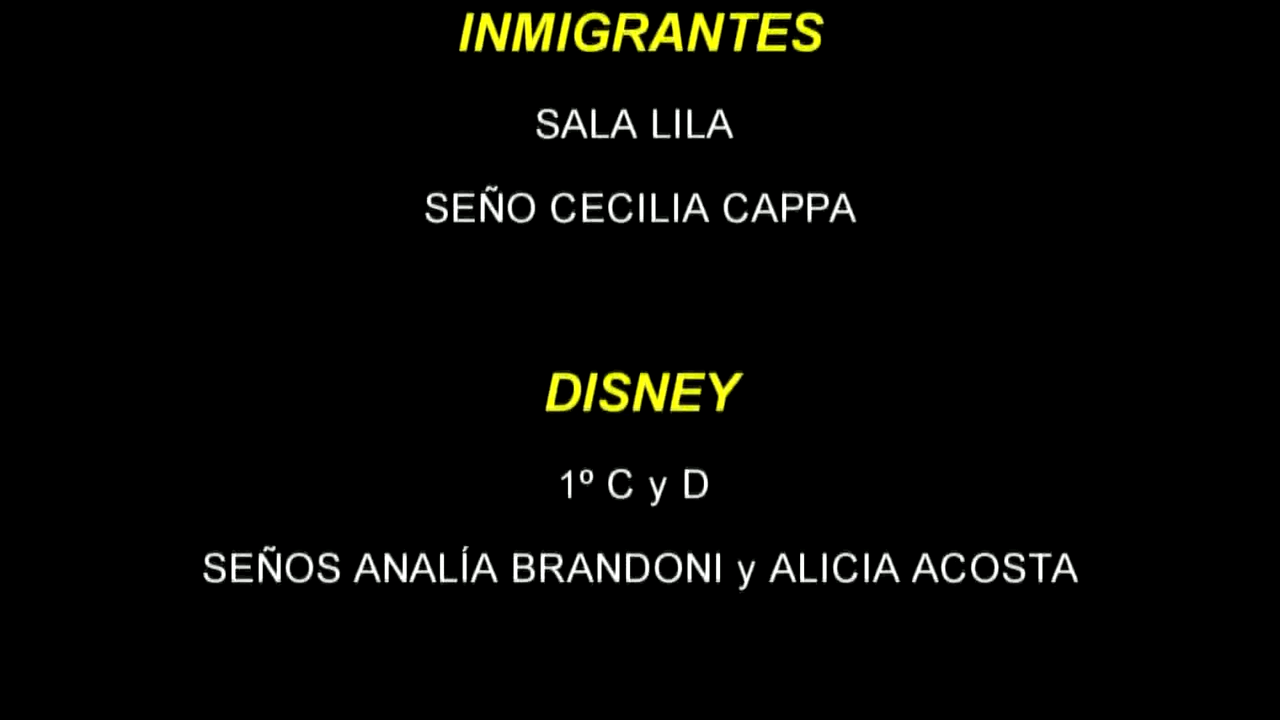 INMIGRANTES
SALA LILA
SEÑO CECILIA CAPPA
DISNEY
1º C y D
SEÑOS ANALÍA BRANDONI y ALICIA ACOSTA